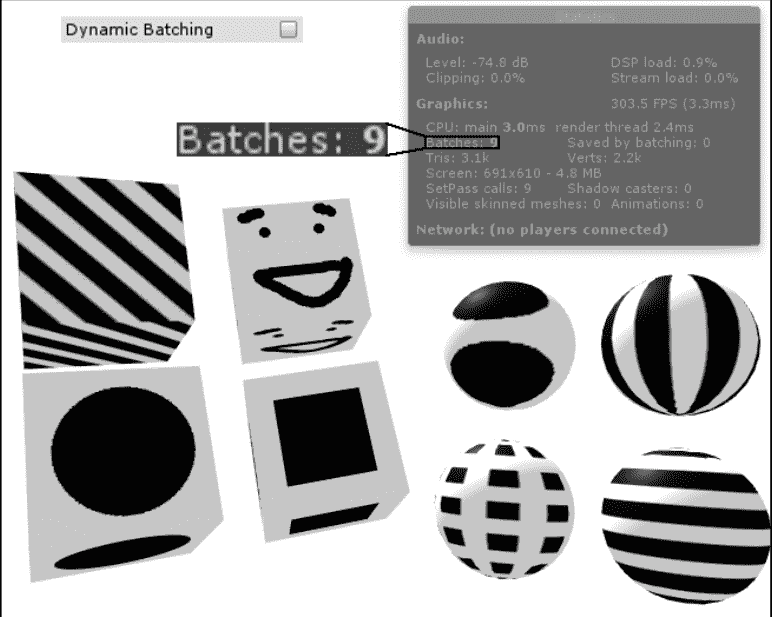 Dynamic Batching
Audio:
Level: -74.8 dB DSP load: 0.9%
Clipping: 0.0% Stream load: 0.0%
Graphics: 303.5 FPS (3.3ms)
CPU: main 3.0ms render thread 2.4ms
Batches: 9 Saved by batching: 0
Tris: 3.1k Verts: 2.2k
Screen: 691x610 - 4.8 MB
SetPass calls: 9 Shadow casters: 0
Visible skinned meshes: 0 Animations: 0
Network: (no players connected)
Batches: 9